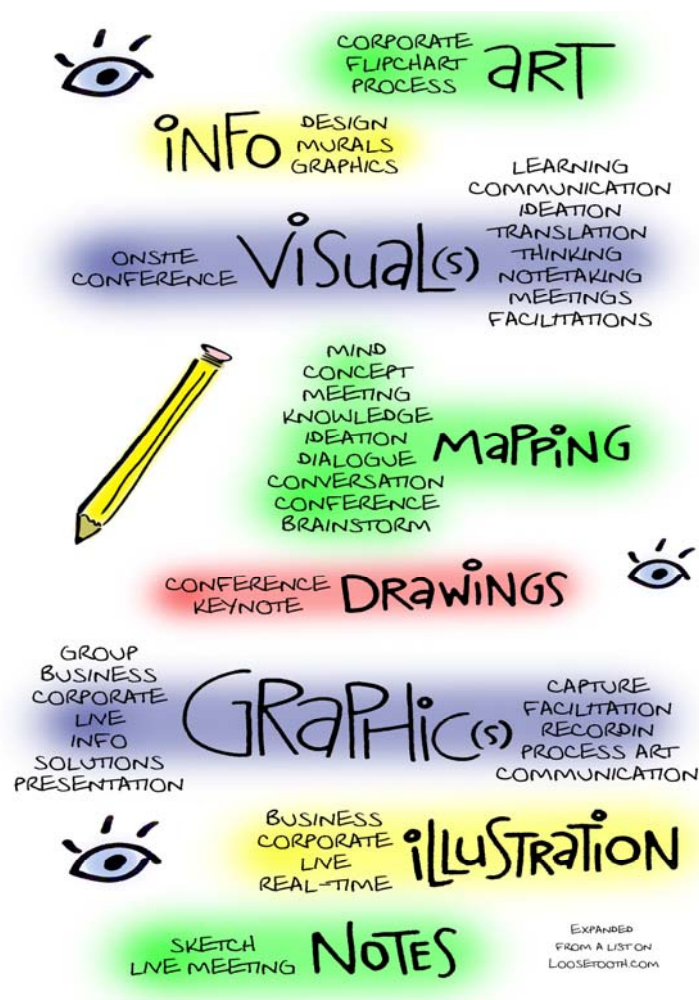 CORPORATE
FLIPCHART
PROCESS
ART
INFO
DESIGN
MURALS
GRAPHICS
ONSITE
CONFERENCE
VISUAL(S)
LEARNING
COMMUNICATION
IDEATION
TRANSLATION
THINKING
NOTETAKING
MEETINGS
FACILITATIONS
MIND
CONCEPT
MEETING
KNOWLEDGE
IDEATION
DIALOGUE
CONVERSATION
CONFERENCE
BRAINSTORM
MAPPING
CONFERENCE
KEYNOTE
DRAWINGS
GROUP
BUSINESS
CORPORATE
LIVE
INFO
SOLUTIONS
PRESENTATION
GRAPHIC(S)
CAPTURE
FACILITATION
RECORDIN
PROCESS ART
COMMUNICATION
BUSINESS
CORPORATE
LIVE
REAL-TIME
ILLUSTRATION
SKETCH
LIVE MEETING
NOTES
EXPANDED
FROM A LIST ON
LOOSETOOTH.COM